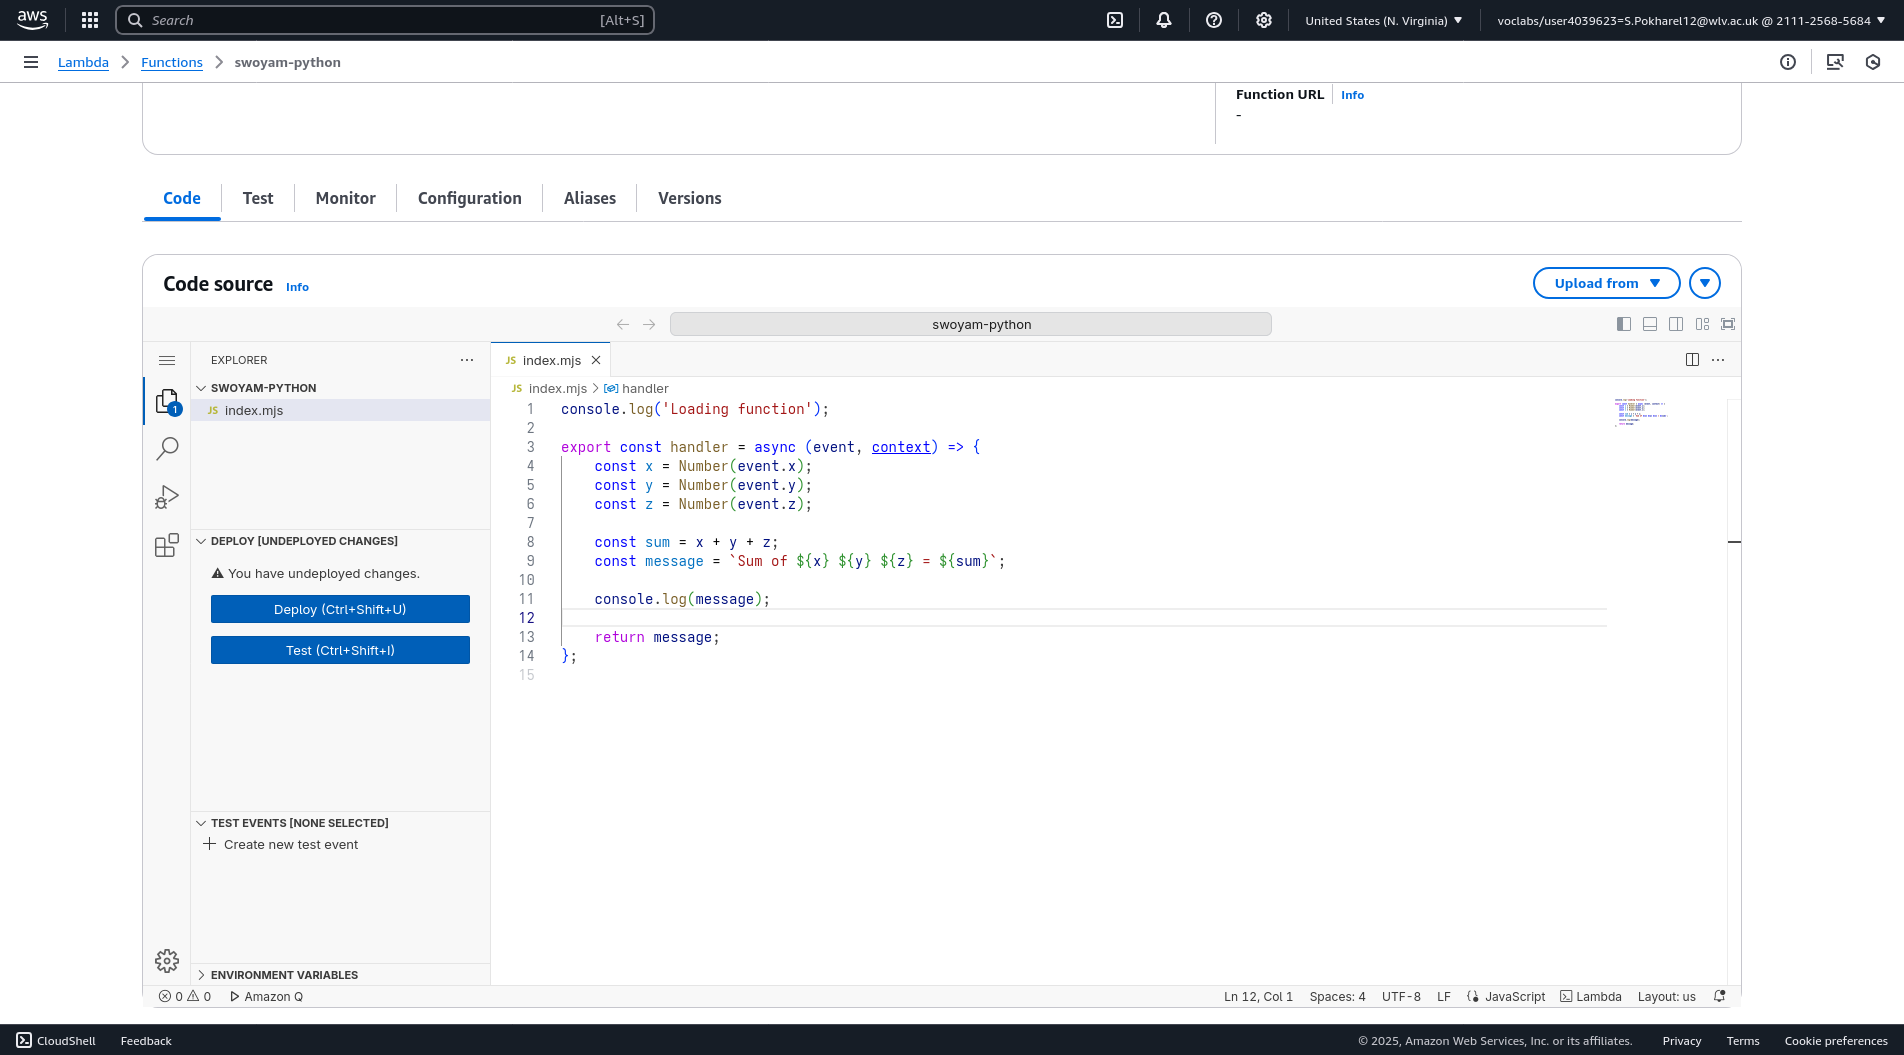 aws
Search [Alt+S]
United States (N. Virginia)
voclabs/user4039623=S.Pokharel12@wlv.ac.uk @ 2111-2568-5684
Lambda > Functions > swoyam-python
Function URL Info
-
Code Test Monitor Configuration Aliases Versions
Code source Info
Upload from
swoyam-python
EXPLORER
SWOYAM-PYTHON
JS index.mjs
1
DEPLOY [UNDEPLOYED CHANGES]
You have undeployed changes.
Deploy (Ctrl+Shift+U)
Test (Ctrl+Shift+I)
TEST EVENTS [NONE SELECTED]
+ Create new test event
ENVIRONMENT VARIABLES
JS index.mjs
JS index.mjs > handler
1 console.log('Loading function');
2
3 export const handler = async (event, context) => {
4     const x = Number(event.x);
5     const y = Number(event.y);
6     const z = Number(event.z);
7
8     const sum = x + y + z;
9     const message = `Sum of ${x} ${y} ${z} = ${sum}`;
10
11     console.log(message);
12
13     return message;
14 };
15
0 0 Amazon Q
Ln 12, Col 1 Spaces: 4 UTF-8 LF JavaScript Lambda Layout: us
CloudShell Feedback
© 2025, Amazon Web Services, Inc. or its affiliates. Privacy Terms Cookie preferences